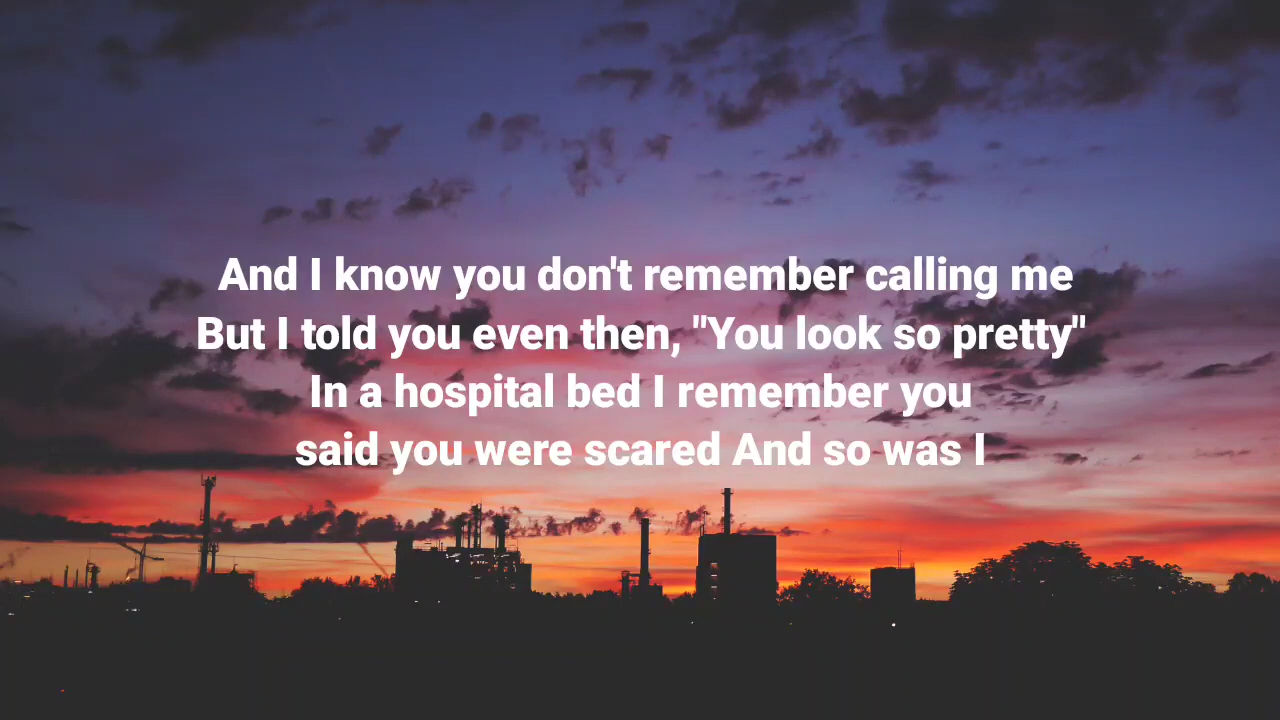 And I know you don't remember calling me
But I told you even then, "You look so pretty"
In a hospital bed I remember you
said you were scared And so was I